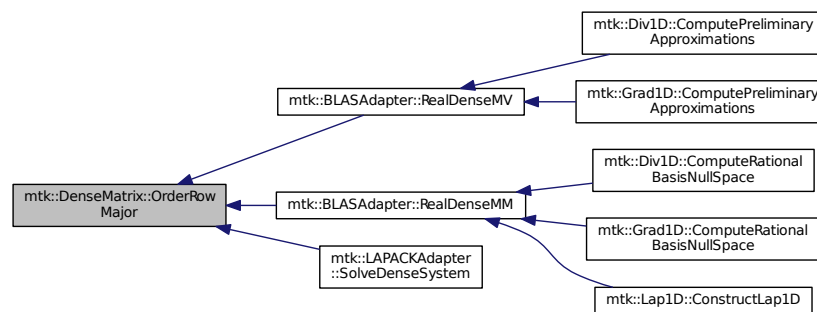 mtk::Div1D::ComputePreliminary
Approximations
mtk::BLASAdapter::RealDenseMV
mtk::Grad1D::ComputePreliminary
Approximations
mtk::Div1D::ComputeRational
BasisNullSpace
mtk::DenseMatrix::OrderRow
Major
mtk::BLASAdapter::RealDenseMM
mtk::Grad1D::ComputeRational
BasisNullSpace
mtk::LAPACKAdapter
::SolveDenseSystem
mtk::Lap1D::ConstructLap1D